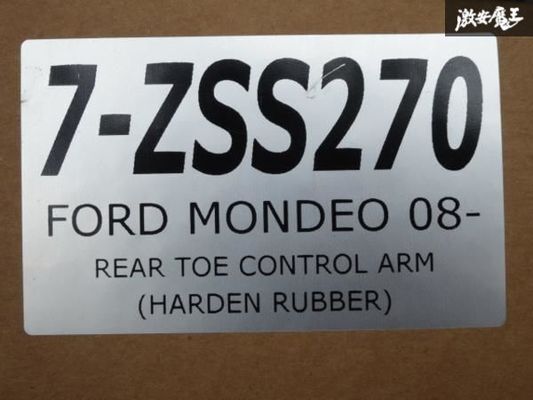 激安魔王
7-ZSS270
FORD MONDEO 08-
REAR TOE CONTROL ARM
(HARDEN RUBBER)